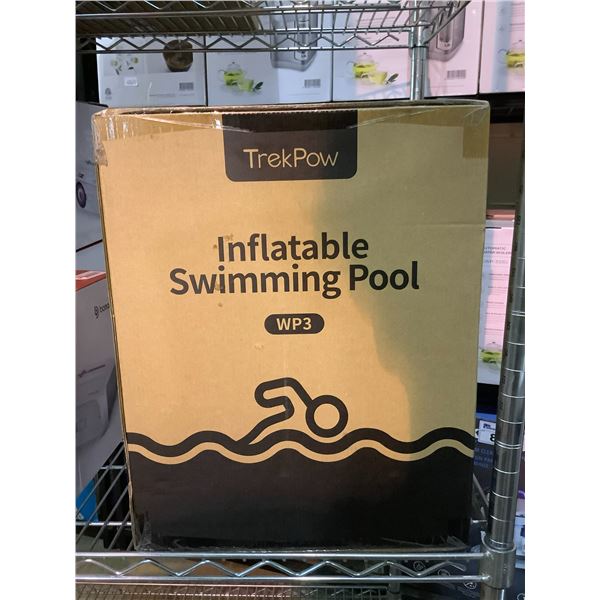 TrekPow
Inflatable
Swimming Pool
WP3